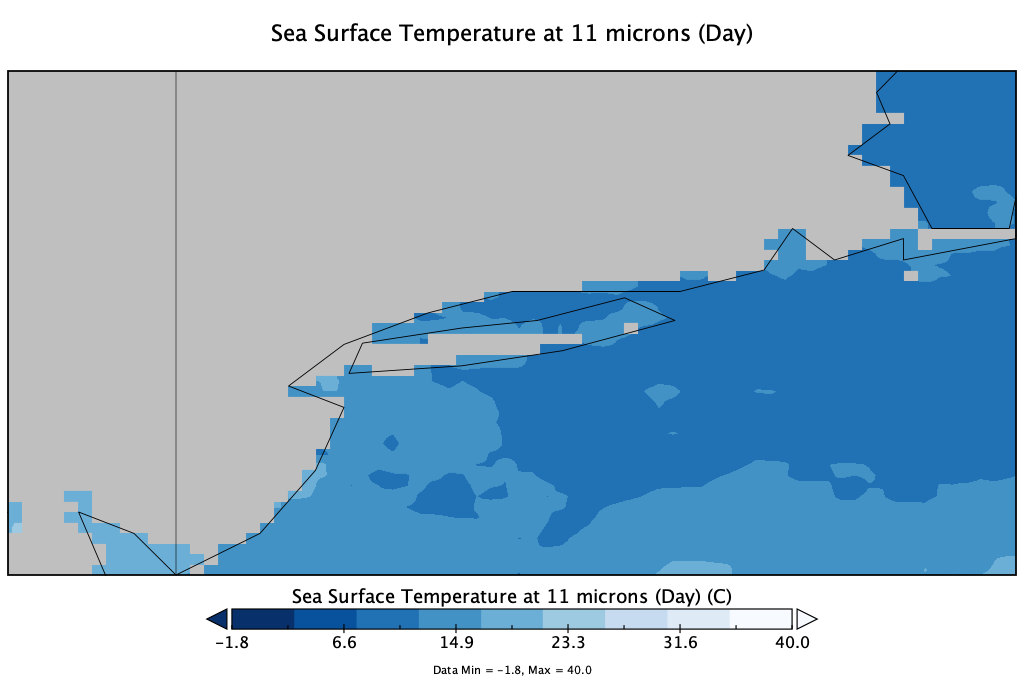 Sea Surface Temperature at 11 microns (Day)
Sea Surface Temperature at 11 microns (Day) (C)
−1.8 6.6 14.9 23.3 31.6 40.0
Data Min = −1.8, Max = 40.0